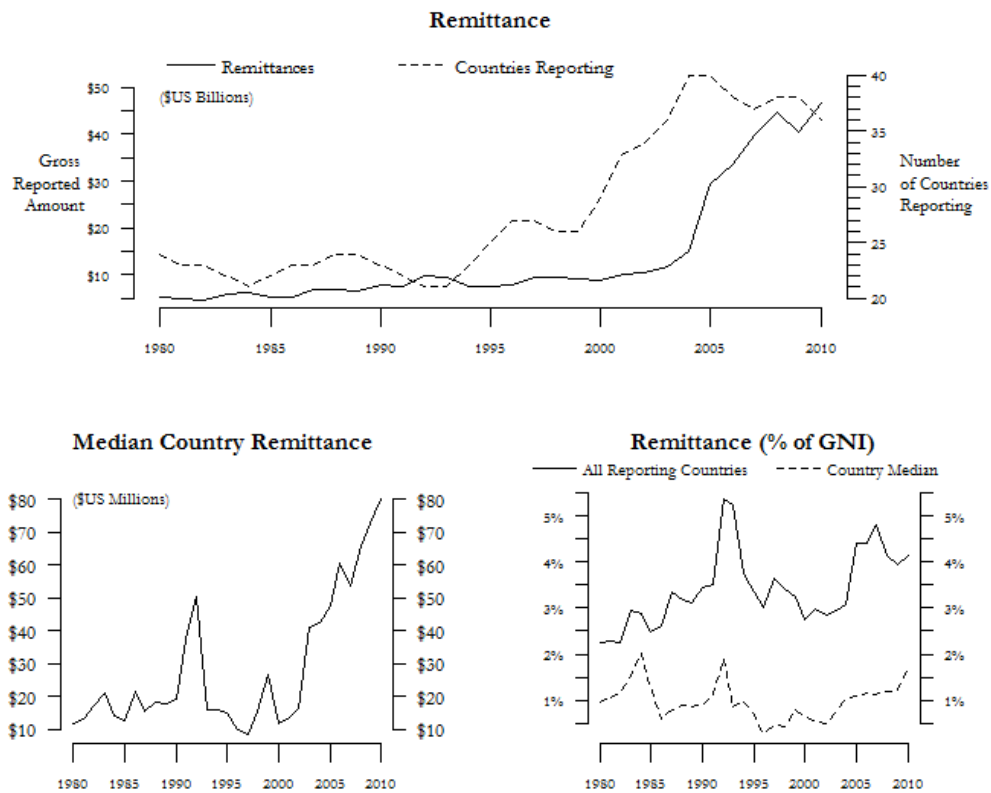 Remittance
Remittances
Countries Reporting
($US Billions)
$50
$40
$30
$20
$10
Gross
Reported
Amount
40
35
30
25
20
Number
of Countries
Reporting
1980 1985 1990 1995 2000 2005 2010
Median Country Remittance
($US Millions)
$80
$70
$60
$50
$40
$30
$20
$10
$80
$70
$60
$50
$40
$30
$20
$10
1980 1985 1990 1995 2000 2005 2010
Remittance (% of GNI)
All Reporting Countries
Country Median
5%
4%
3%
2%
1%
5%
4%
3%
2%
1%
1980 1985 1990 1995 2000 2005 2010